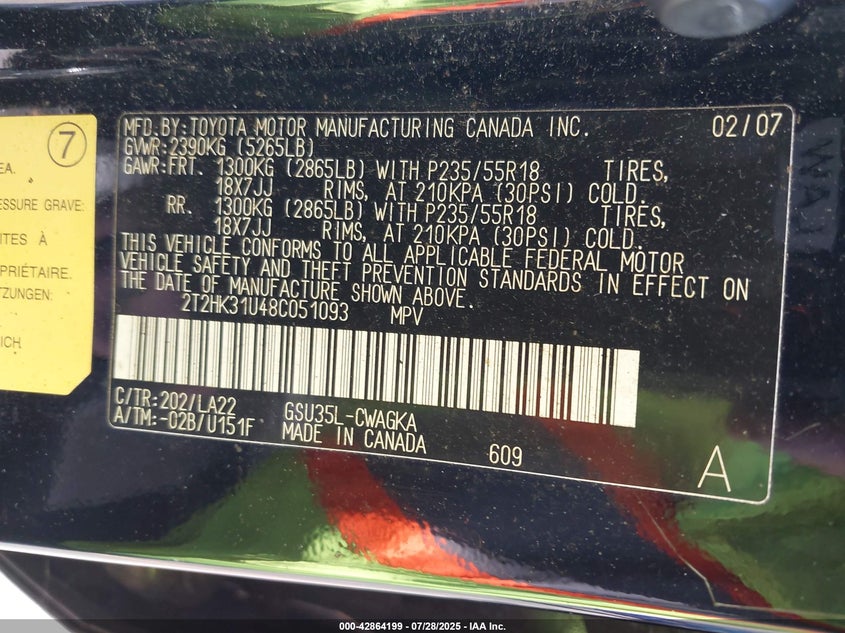 7
EA.
ESSURE GRAVE:
ITES À
PRIÉTAIRE.
TZUNGEN:
ICH
MFD.BY:TOYOTA MOTOR MANUFACTURING CANADA INC. 02/07
GVWR:2390KG (5265LB)
GAWR:FRT. 1300KG (2865LB) WITH P235/55R18 TIRES,
18X7JJ RIMS, AT 210KPA (30PSI) COLD.
RR. 1300KG (2865LB) WITH P235/55R18 TIRES,
18X7JJ RIMS, AT 210KPA (30PSI) COLD.
THIS VEHICLE CONFORMS TO ALL APPLICABLE FEDERAL MOTOR
VEHICLE SAFETY AND THEFT PREVENTION STANDARDS IN EFFECT ON
THE DATE OF MANUFACTURE SHOWN ABOVE.
2T2HK31U48C051093 MPV
C/TR:202/LA22 GSU35L-CWAGKA
A/TM:-02B/U151F MADE IN CANADA 609 A
000-42864199 / 07/28/2025 - IAA Inc.